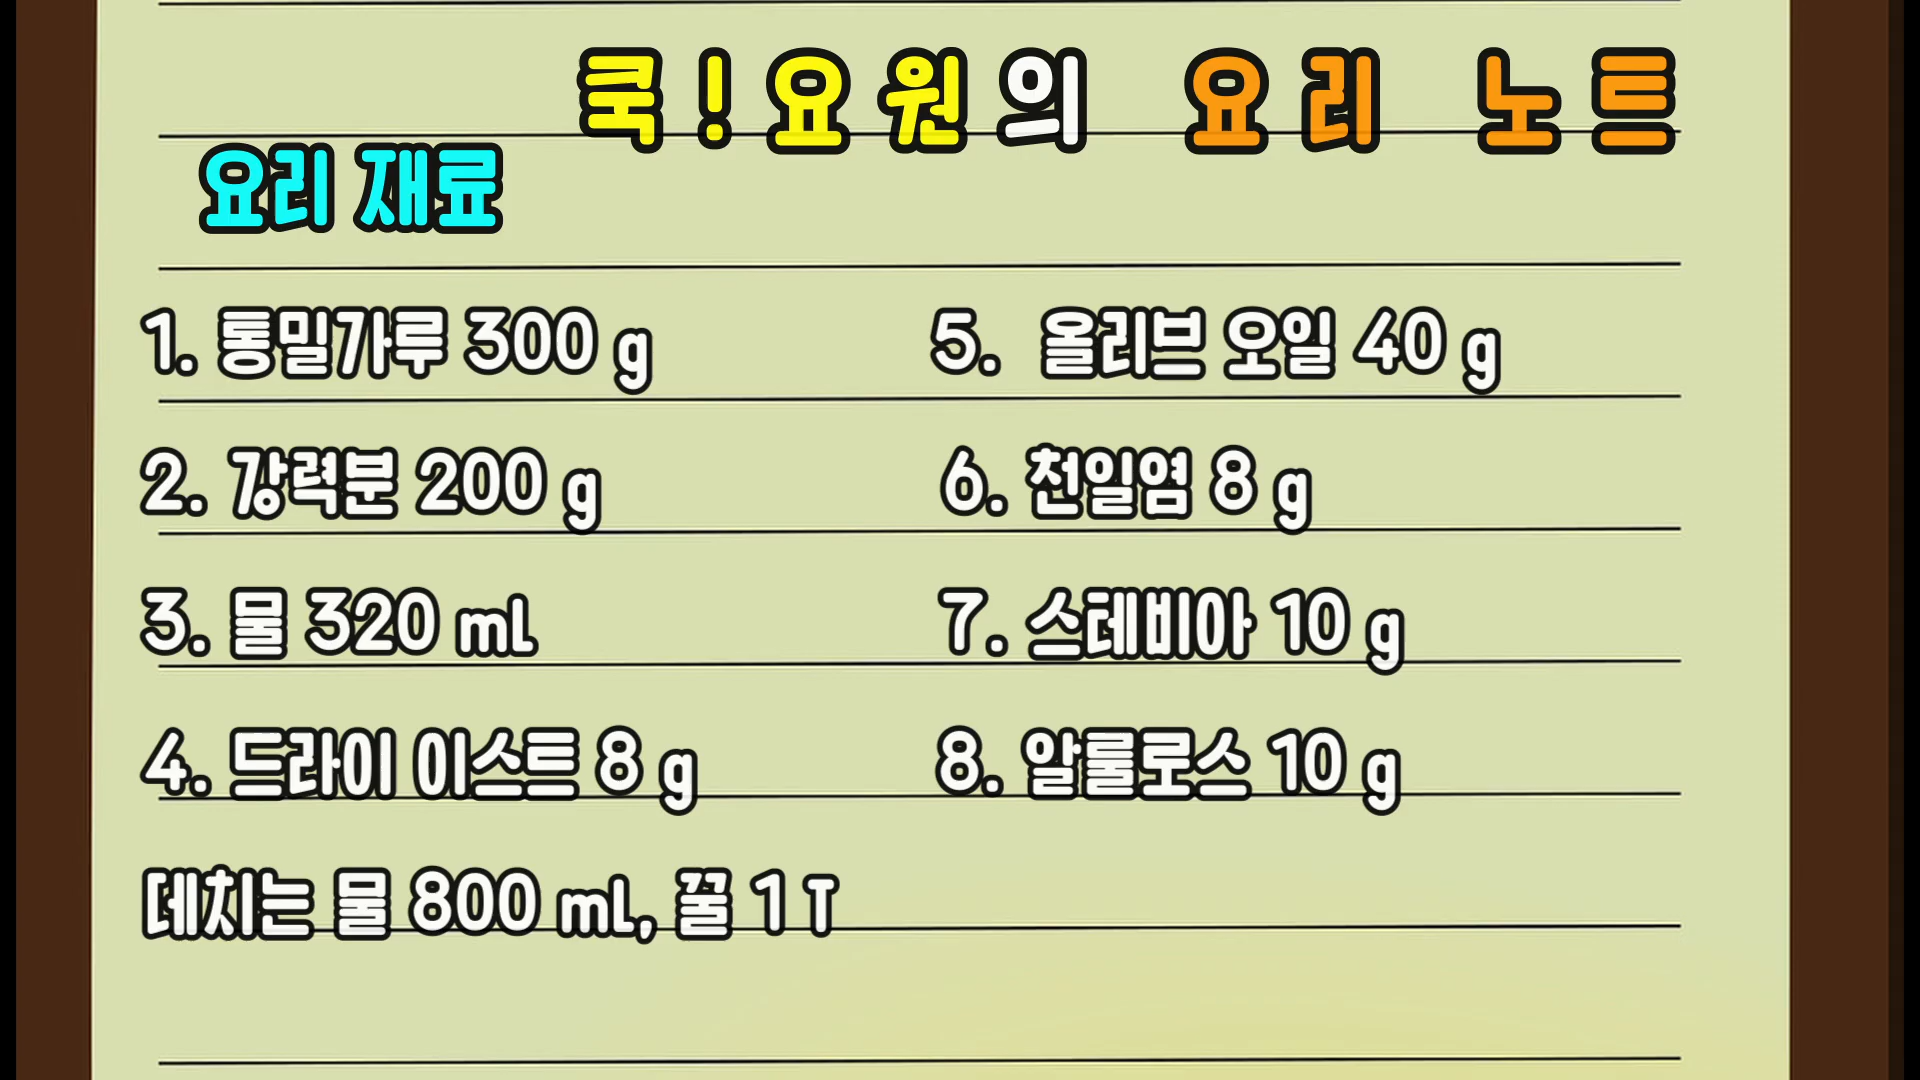 쿡!요원의 요리 노트
요리 재료
1. 통밀가루 300 g
2. 강력분 200 g
3. 물 320 mL
4. 드라이 이스트 8 g
5. 올리브 오일 40 g
6. 천일염 8 g
7. 스테비아 10 g
8. 알룰로스 10 g
데치는 물 800 mL, 꿀 1 T